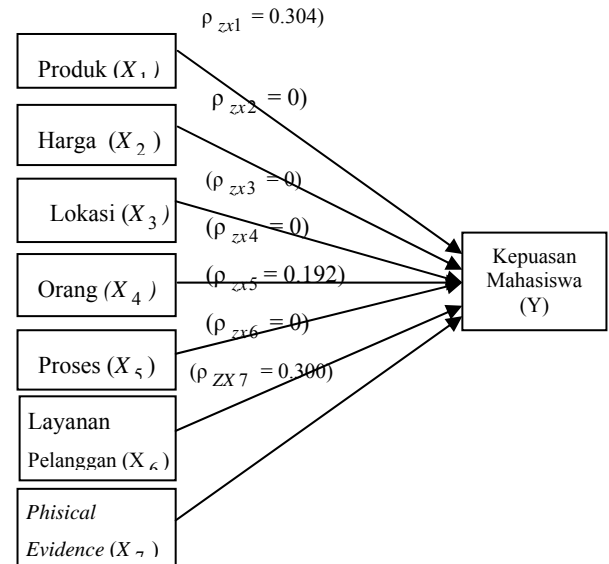 ρ zx1 = 0.304)
Produk (X 1 )
ρ zx2 = 0)
Harga (X 2 )
(ρ zx3 = 0)
Lokasi (X 3 )
(ρ zx4 = 0)
Orang (X 4 )
(ρ zx5 = 0.192)
Kepuasan
Mahasiswa
(Y)
(ρ zx6 = 0)
Proses (X 5 )
(ρ ZX 7 = 0.300)
Layanan
Pelanggan (X 6 )
Phisical
Evidence (X 7 )